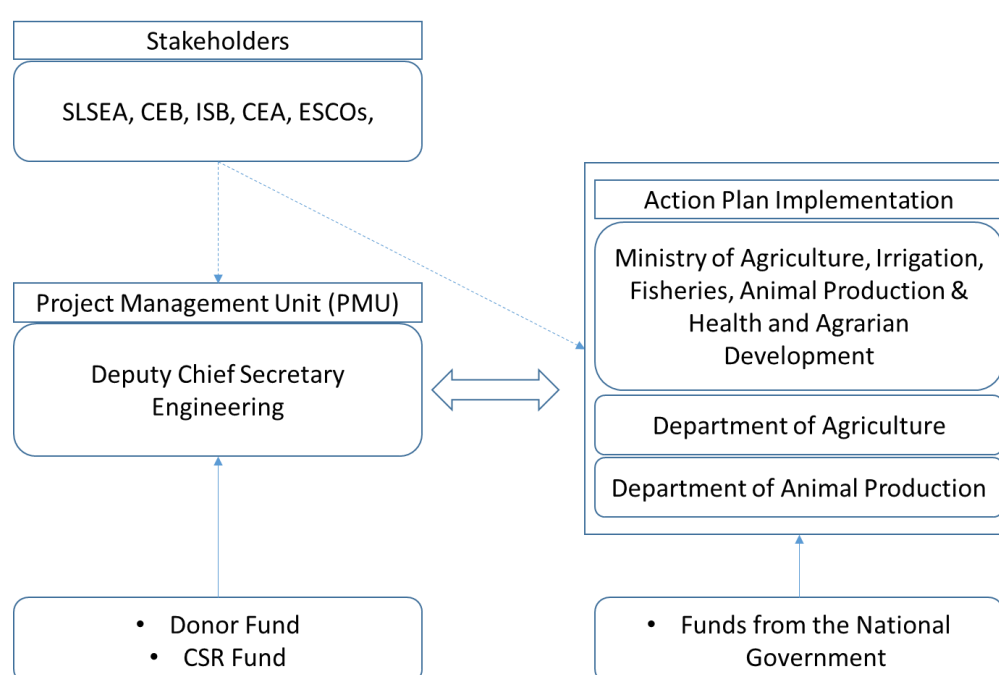 Stakeholders
SLSEA, CEB, ISB, CEA, ESCOs,
Project Management Unit (PMU)
Deputy Chief Secretary
Engineering
• Donor Fund
• CSR Fund
Action Plan Implementation
Ministry of Agriculture, Irrigation,
Fisheries, Animal Production &
Health and Agrarian
Development
Department of Agriculture
Department of Animal Production
• Funds from the National
Government